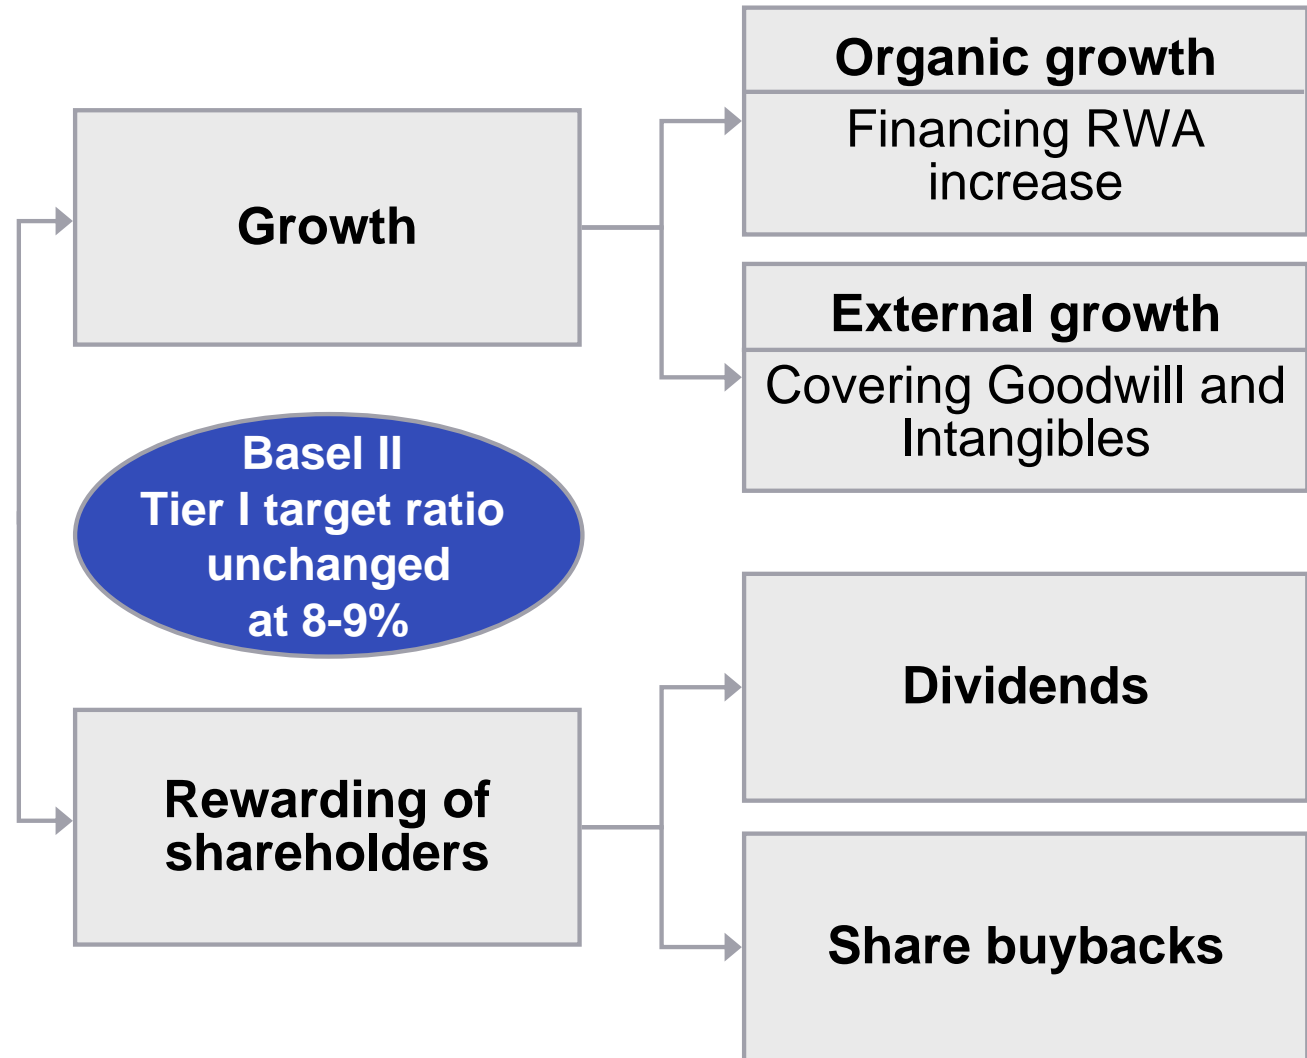 Growth
Organic growth
Financing RWA
increase
External growth
Covering Goodwill and
Intangibles
Basel II
Tier I target ratio
unchanged
at 8-9%
Rewarding of
shareholders
Dividends
Share buybacks